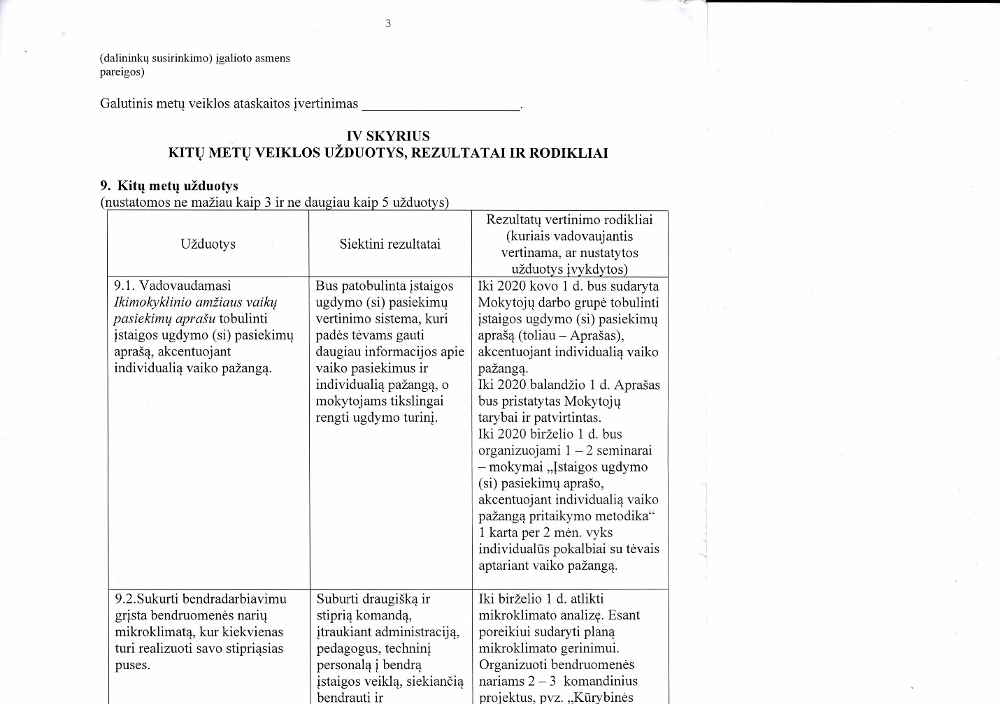 3
(dalininkų susirinkimo) įgalioto asmens
pareigos)
Galutinis metų veiklos ataskaitos įvertinimas ______________________.
IV SKYRIUS
KITŲ METŲ VEIKLOS UŽDUOTYS, REZULTATAI IR RODIKLIAI
9. Kitų metų užduotys
(nustatomos ne mažiau kaip 3 ir ne daugiau kaip 5 užduotys)
Užduotys
Siektini rezultatai
Rezultatų vertinimo rodikliai
(kuriais vadovaujantis
vertinama, ar nustatytos
užduotys įvykdytos)
9.1. Vadovaudamasi
Ikimokyklinio amžiaus vaikų
pasiekimų aprašu tobulinti
įstaigos ugdymo (si) pasiekimų
aprašą, akcentuojant
individualią vaiko pažangą.
Bus patobulinta įstaigos
ugdymo (si) pasiekimų
vertinimo sistema, kuri
padės tėvams gauti
daugiau informacijos apie
vaiko pasiekimus ir
individualią pažangą, o
mokytojams tikslingai
rengti ugdymo turinį.
Iki 2020 kovo 1 d. bus sudaryta
Mokytojų darbo grupė tobulinti
įstaigos ugdymo (si) pasiekimų
aprašą (toliau – Aprašas),
akcentuojant individualią vaiko
pažangą.
Iki 2020 balandžio 1 d. Aprašas
bus pristatytas Mokytojų
tarybai ir patvirtintas.
Iki 2020 birželio 1 d. bus
organizuojami 1 – 2 seminarai
– mokymai „Įstaigos ugdymo
(si) pasiekimų aprašo,
akcentuojant individualią vaiko
pažangą pritaikymo metodika“
1 karta per 2 mėn. vyks
individualūs pokalbiai su tėvais
aptariant vaiko pažangą.
9.2.Sukurti bendradarbiavimu
grįsta bendruomenės narių
mikroklimatą, kur kiekvienas
turi realizuoti savo stipriąsias
puses.
Suburti draugišką ir
stiprią komandą,
įtraukiant administraciją,
pedagogus, techninį
personalą į bendrą
įstaigos veiklą, siekiančią
bendrauti ir
Iki birželio 1 d. atlikti
mikroklimato analizę. Esant
poreikiui sudaryti planą
mikroklimato gerinimui.
Organizuoti bendruomenės
nariams 2 – 3 komandinius
projektus, pvz. „Kūrybinės